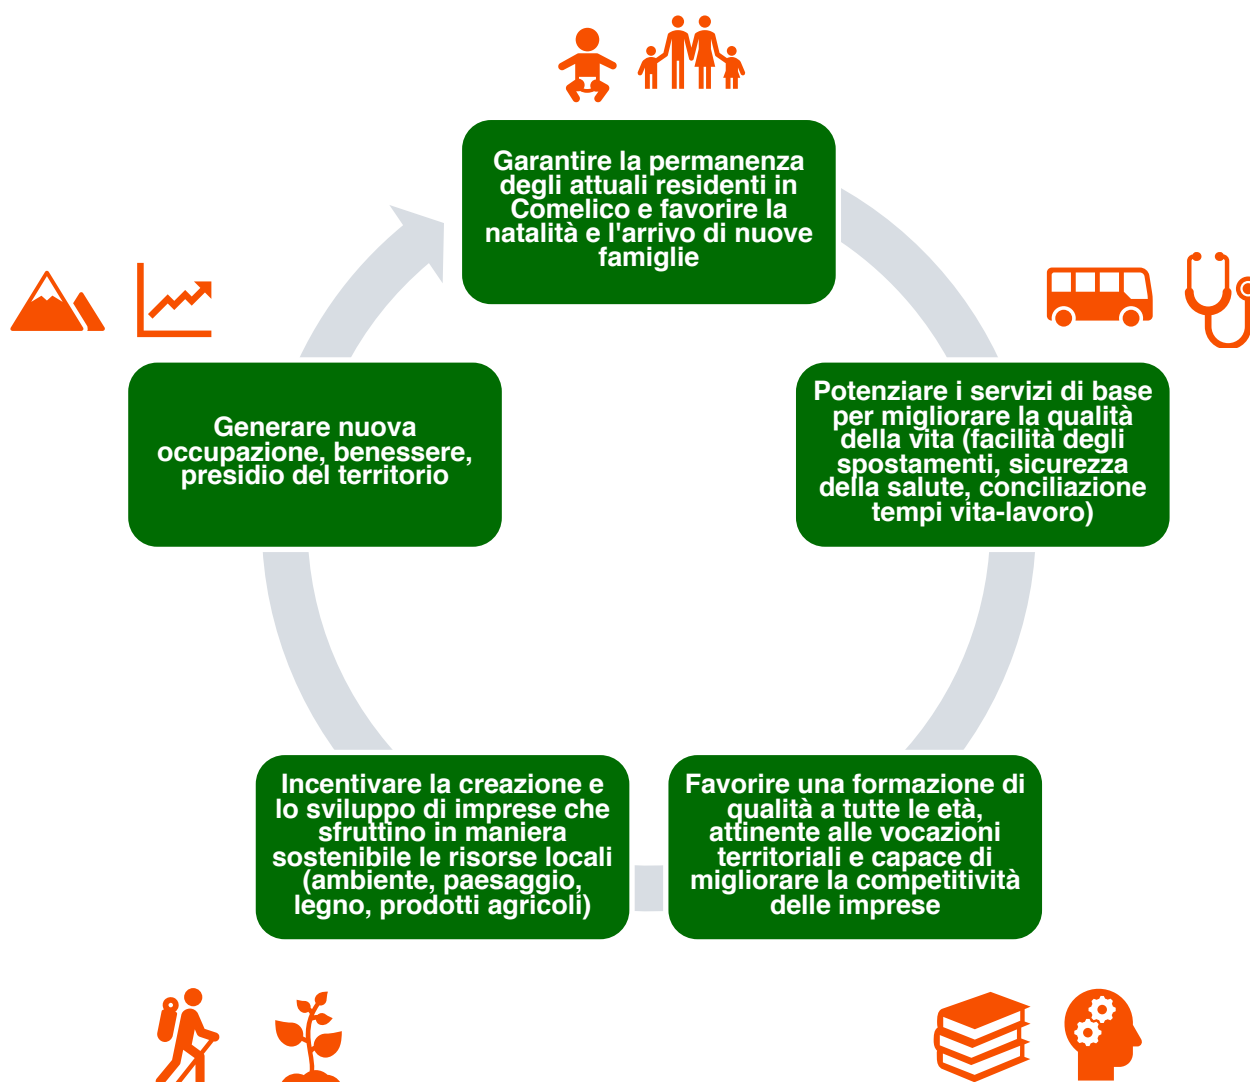 Garantire la permanenza
degli attuali residenti in
Comelico e favorire la
natalità e l'arrivo di nuove
famiglie
Potenziare i servizi di base
per migliorare la qualità
della vita (facilità degli
spostamenti, sicurezza
della salute, conciliazione
tempi vita-lavoro)
Favorire una formazione di
qualità a tutte le età,
attinente alle vocazioni
territoriali e capace di
migliorare la competitività
delle imprese
Incentivare la creazione e
lo sviluppo di imprese che
sfruttino in maniera
sostenibile le risorse locali
(ambiente, paesaggio,
legno, prodotti agricoli)
Generare nuova
occupazione, benessere,
presidio del territorio